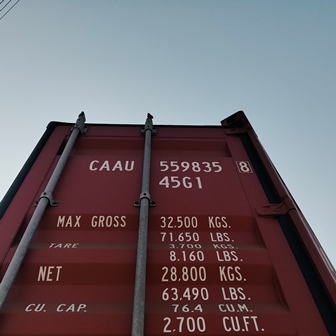 CAAU 559835 8
45G1
MAX GROSS 32.500 KGS.
71.650 LBS.
TARE 3.700 KGS.
8.160 LBS.
NET 28.800 KGS.
63.490 LBS.
CU. CAP. 76.4 CU.M.
2.700 CU.FT.